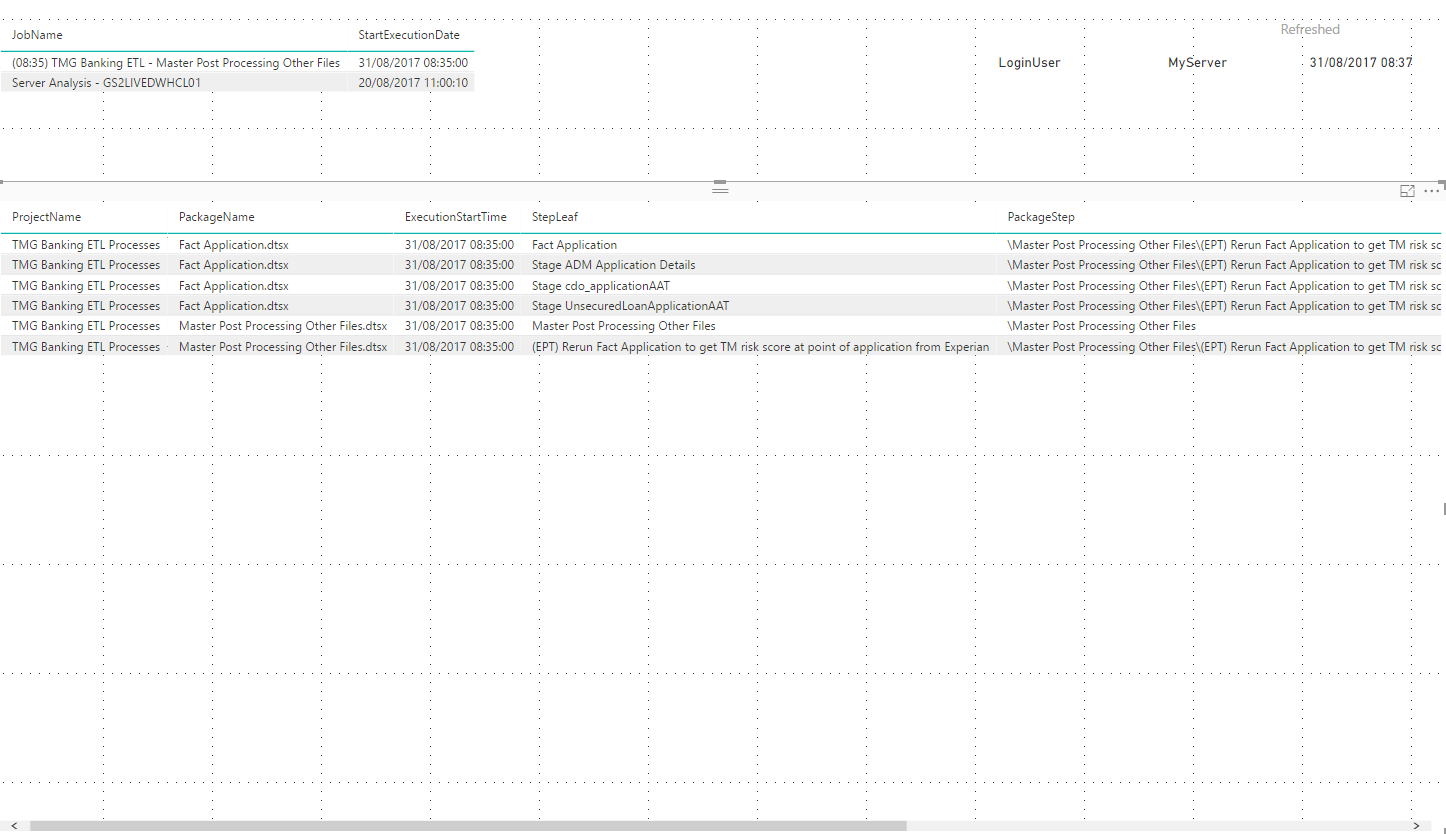 Refreshed
JobName StartExecutionDate
(08:35) TMG Banking ETL - Master Post Processing Other Files 31/08/2017 08:35:00 LoginUser MyServer 31/08/2017 08:37
Server Analysis - GS2LIVEDWHCL01 20/08/2017 11:00:10
ProjectName PackageName ExecutionStartTime StepLeaf PackageStep
TMG Banking ETL Processes Fact Application.dtsx 31/08/2017 08:35:00 Fact Application \Master Post Processing Other Files\(EPT) Rerun Fact Application to get TM risk sc
TMG Banking ETL Processes Fact Application.dtsx 31/08/2017 08:35:00 Stage ADM Application Details \Master Post Processing Other Files\(EPT) Rerun Fact Application to get TM risk sc
TMG Banking ETL Processes Fact Application.dtsx 31/08/2017 08:35:00 Stage cdo_applicationAAT \Master Post Processing Other Files\(EPT) Rerun Fact Application to get TM risk sc
TMG Banking ETL Processes Fact Application.dtsx 31/08/2017 08:35:00 Stage UnsecuredLoanApplicationAAT \Master Post Processing Other Files\(EPT) Rerun Fact Application to get TM risk sc
TMG Banking ETL Processes Master Post Processing Other Files.dtsx 31/08/2017 08:35:00 Master Post Processing Other Files \Master Post Processing Other Files
TMG Banking ETL Processes Master Post Processing Other Files.dtsx 31/08/2017 08:35:00 (EPT) Rerun Fact Application to get TM risk score at point of application from Experian \Master Post Processing Other Files\(EPT) Rerun Fact Application to get TM risk sc